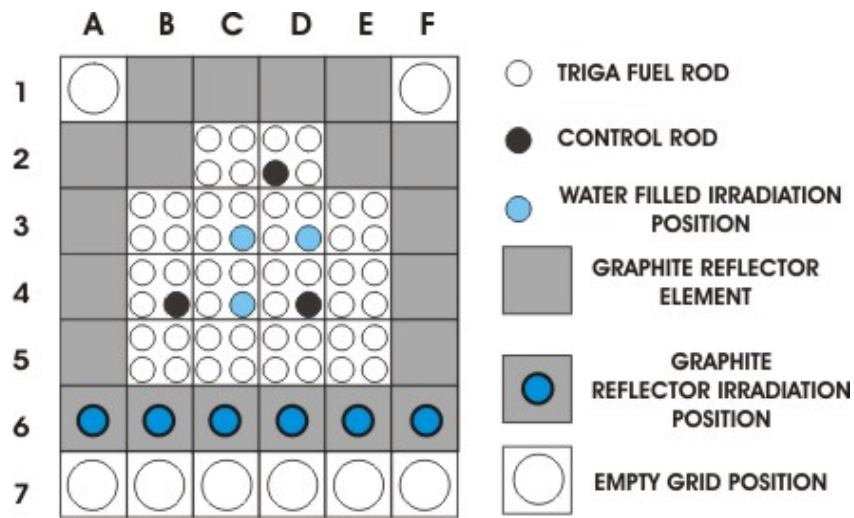 A B C D E F
1
2
3
4
5
6
7
TRIGA FUEL ROD
CONTROL ROD
WATER FILLED IRRADIATION
POSITION
GRAPHITE REFLECTOR
ELEMENT
GRAPHITE
REFLECTOR IRRADIATION
POSITION
EMPTY GRID POSITION